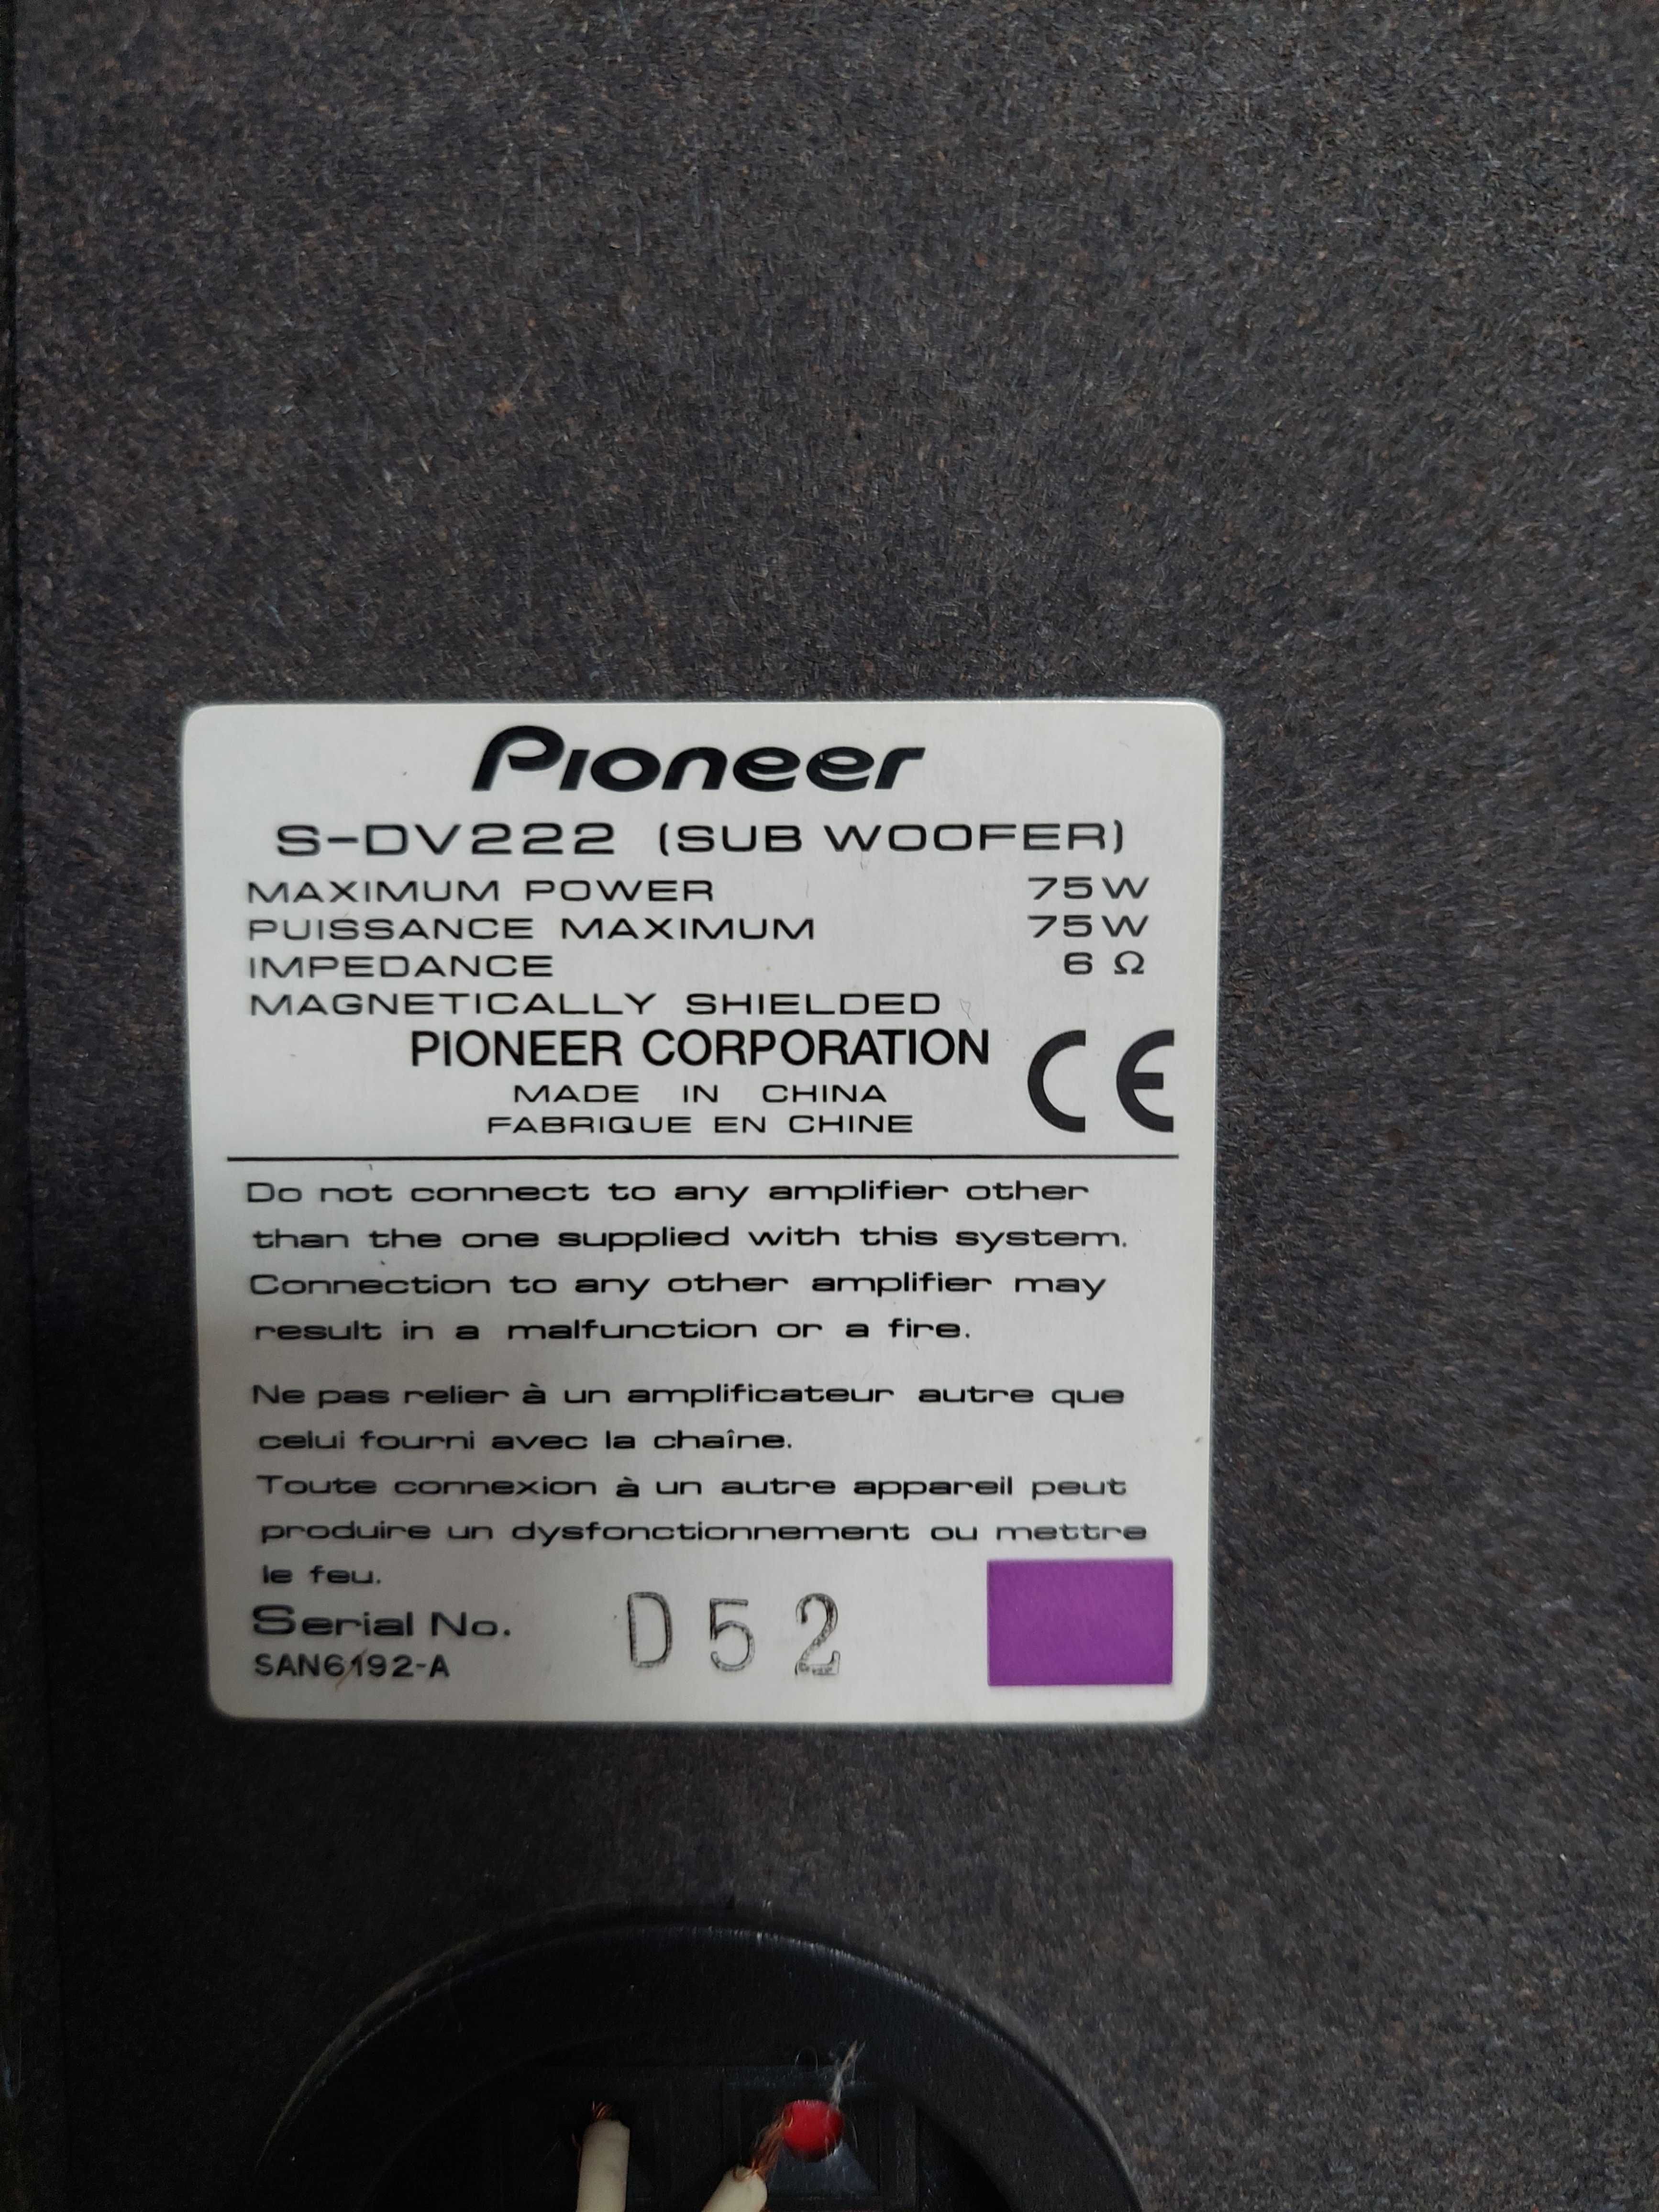 Pioneer
S-DV222 (SUB WOOFER)
MAXIMUM POWER 75W
PUISSANCE MAXIMUM 75W
IMPEDANCE 6 Ω
MAGNETICALLY SHIELDED
PIONEER CORPORATION CE
MADE IN CHINA
FABRIQUE EN CHINE
Do not connect to any amplifier other
than the one supplied with this system.
Connection to any other amplifier may
result in a malfunction or a fire.
Ne pas relier à un amplificateur autre que
celui fourni avec la chaîne.
Toute connexion à un autre appareil peut
produire un dysfonctionnement ou mettre
le feu.
Serial No. D52
SAN6192-A